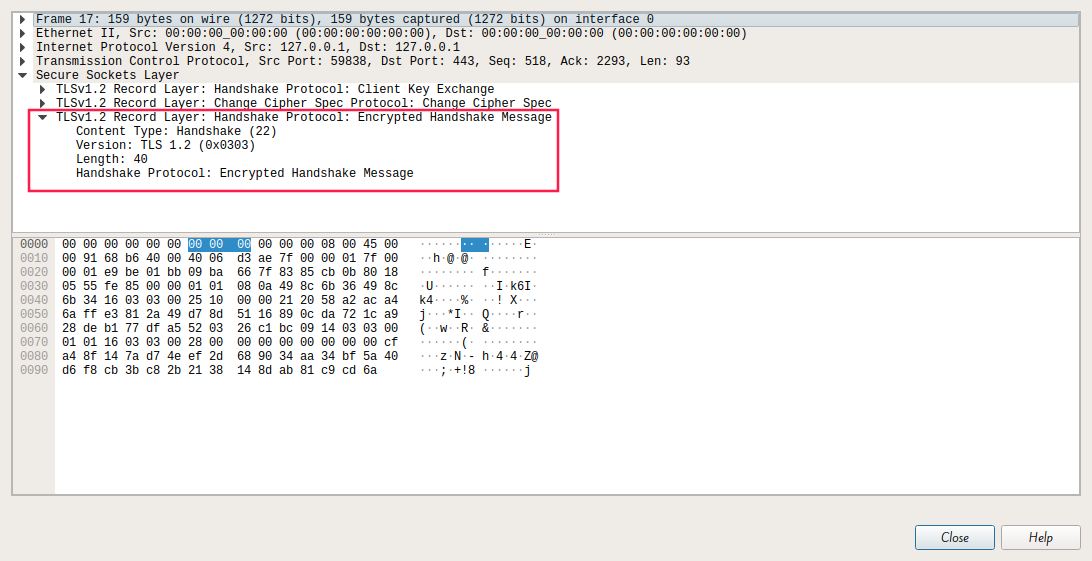 Frame 17: 159 bytes on wire (1272 bits), 159 bytes captured (1272 bits) on interface 0
Ethernet II, Src: 00:00:00_00:00:00 (00:00:00:00:00:00), Dst: 00:00:00_00:00:00 (00:00:00:00:00:00)
Internet Protocol Version 4, Src: 127.0.0.1, Dst: 127.0.0.1
Transmission Control Protocol, Src Port: 59838, Dst Port: 443, Seq: 518, Ack: 2293, Len: 93
Secure Sockets Layer
TLSv1.2 Record Layer: Handshake Protocol: Client Key Exchange
TLSv1.2 Record Layer: Change Cipher Spec Protocol: Change Cipher Spec
TLSv1.2 Record Layer: Handshake Protocol: Encrypted Handshake Message
Content Type: Handshake (22)
Version: TLS 1.2 (0x0303)
Length: 40
Handshake Protocol: Encrypted Handshake Message
0000 00 00 00 00 00 00 00 00 00 00 00 00 08 00 45 00 ········ ······E·
0010 00 91 68 b6 40 00 40 06 d3 ae 7f 00 00 01 7f 00 ··h·@·@· ········
0020 00 01 e9 be 01 bb 09 ba 66 7f 83 85 cb 0b 80 18 ········ f·······
0030 05 55 fe 85 00 00 01 01 08 0a 49 8c 6b 36 49 8c ·U······ ··I·k6I·
0040 6b 34 16 03 03 00 25 10 00 00 21 20 58 a2 ac a4 k4····%· ··! X···
0050 6a ff e3 81 2a 49 d7 8d 51 16 89 0c da 72 1c a9 j···*I·· Q····r··
0060 28 de b1 77 df a5 52 03 26 c1 bc 09 14 03 03 00 (··w··R· &·······
0070 01 01 16 03 03 00 28 00 00 00 00 00 00 00 00 cf ······(· ········
0080 a4 8f 14 7a d7 4e ef 2d 68 90 34 aa 34 bf 5a 40 ···z·N·- h·4·4·Z@
0090 d6 f8 cb 3b c8 2b 21 38 14 8d ab 81 c9 cd 6a ···;·+!8 ······j
Close Help